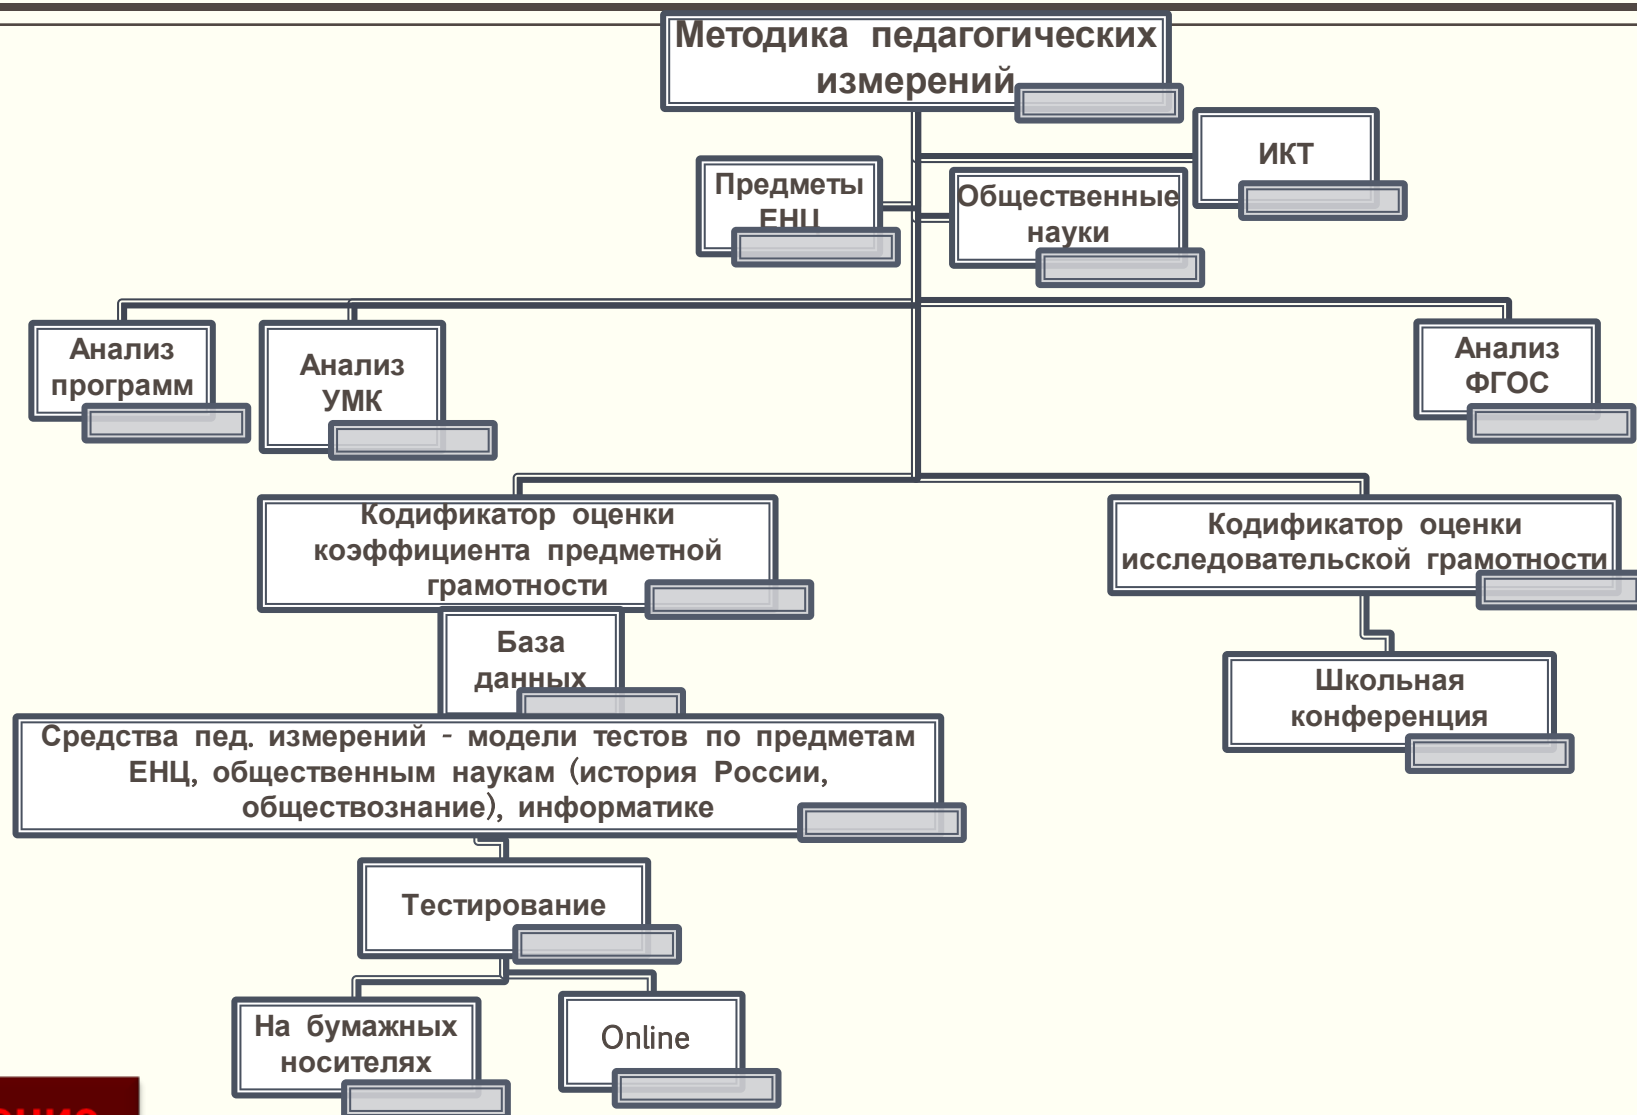 Методика педагогических
измерений
ИКТ
Предметы
ЕНЦ
Общественные
науки
Анализ
программ
Анализ
УМК
Анализ
ФГОС
Кодификатор оценки
коэффициента предметной
грамотности
Кодификатор оценки
исследовательской грамотности
База
данных
Школьная
конференция
Средства пед. измерений - модели тестов по предметам
ЕНЦ, общественным наукам (история России,
обществознание), информатике
Тестирование
На бумажных
носителях
Online